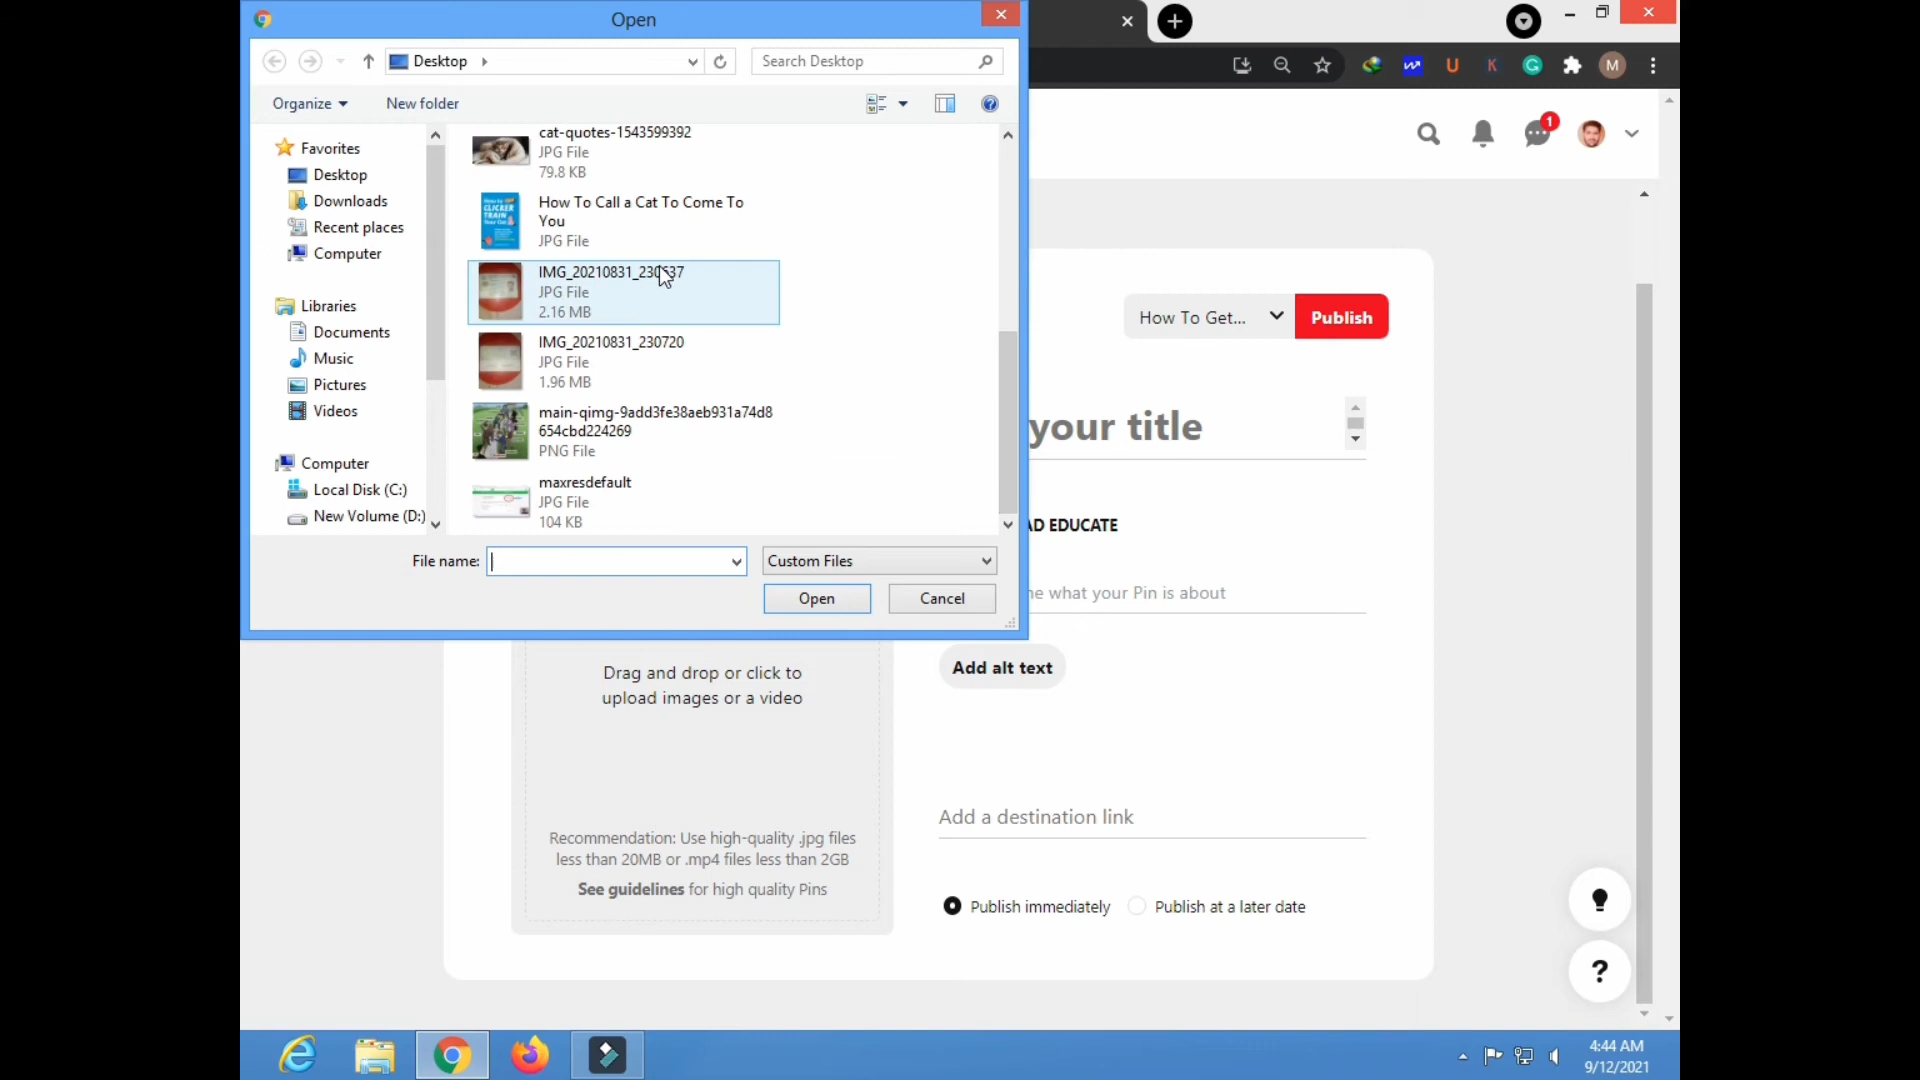 Open
Desktop
Search Desktop
Organize
New folder
Favorites
Desktop
Downloads
Recent places
Computer
Libraries
Documents
Music
Pictures
Videos
Computer
Local Disk (C:)
New Volume (D:)
cat-quotes-1543599392
JPG File
79.8 KB
How To Call a Cat To Come To
You
JPG File
CLICKER
TRAIN
JPG File
2.16 MB
IMG_20210831_230720
JPG File
1.96 MB
main-qimg-9add3fe38aeb931a74d8
654cbd224269
PNG File
maxresdefault
JPG File
104 KB
File name:
Custom Files
Open
Cancel
U
K
G
M
1
How To Get...
Publish
your title
EDUCATE
what your Pin is about
Add alt text
Drag and drop or click to
upload images or a video
Recommendation: Use high-quality .jpg files
less than 20MB or .mp4 files less than 2GB
See guidelines for high quality Pins
Add a destination link
Publish immediately
Publish at a later date
?
4:44 AM
9/12/2021